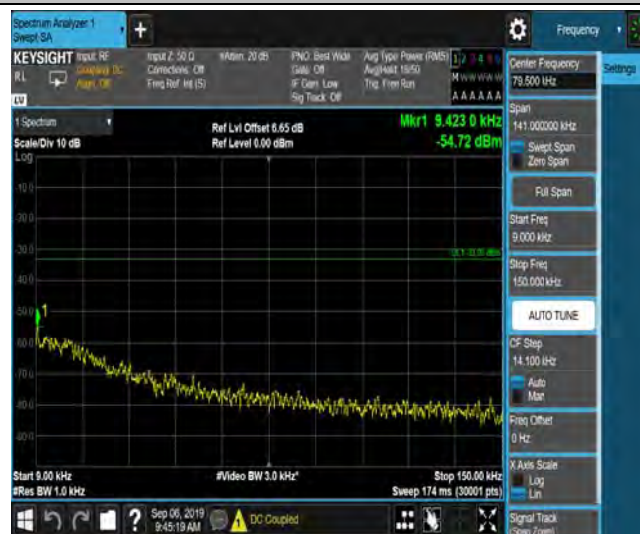 Spectrum Analyzer 1
Swept SA
+
Frequency
KEYSIGHT
RL
LV
Input: RF
Coupling: DC
Align: Off
Input Z: 50 Ω
Corrections: Off
Freq Ref: Int (S)
#Atten: 20 dB
PNO: Best Wide
Gate: Off
IF Gain: Low
Sig Track: Off
Avg Type: Power (RMS)
Trig: Free Run
1 2 3 4 5 6
M W W W W W
A A A A A A
1 Spectrum
Scale/Div 10 dB
Log
Ref Lvl Offset 6.65 dB
Ref Level 0.00 dBm
Mkr1 9.423 0 kHz
-54.72 dBm
-10.0
-20.0
-30.0
-40.0
-50.0
-60.0
-70.0
-80.0
-90.0
1
Start 9.00 kHz
#Res BW 1.0 kHz
#Video BW 3.0 kHz*
Stop 150.00 kHz
Sweep 174 ms (30001 pts)
Center Frequency
79.500 kHz
Settings
Span
141.000000 kHz
Swept Span
Zero Span
Full Span
Start Freq
9.000 kHz
Stop Freq
150.000 kHz
AUTO TUNE
CF Step
14.100 kHz
Auto
Man
Freq Offset
0 Hz
X Axis Scale
Log
Lin
Signal Track
(Span Zoom)
?
Sep 06, 2019
9:45:19 AM
DC Coupled